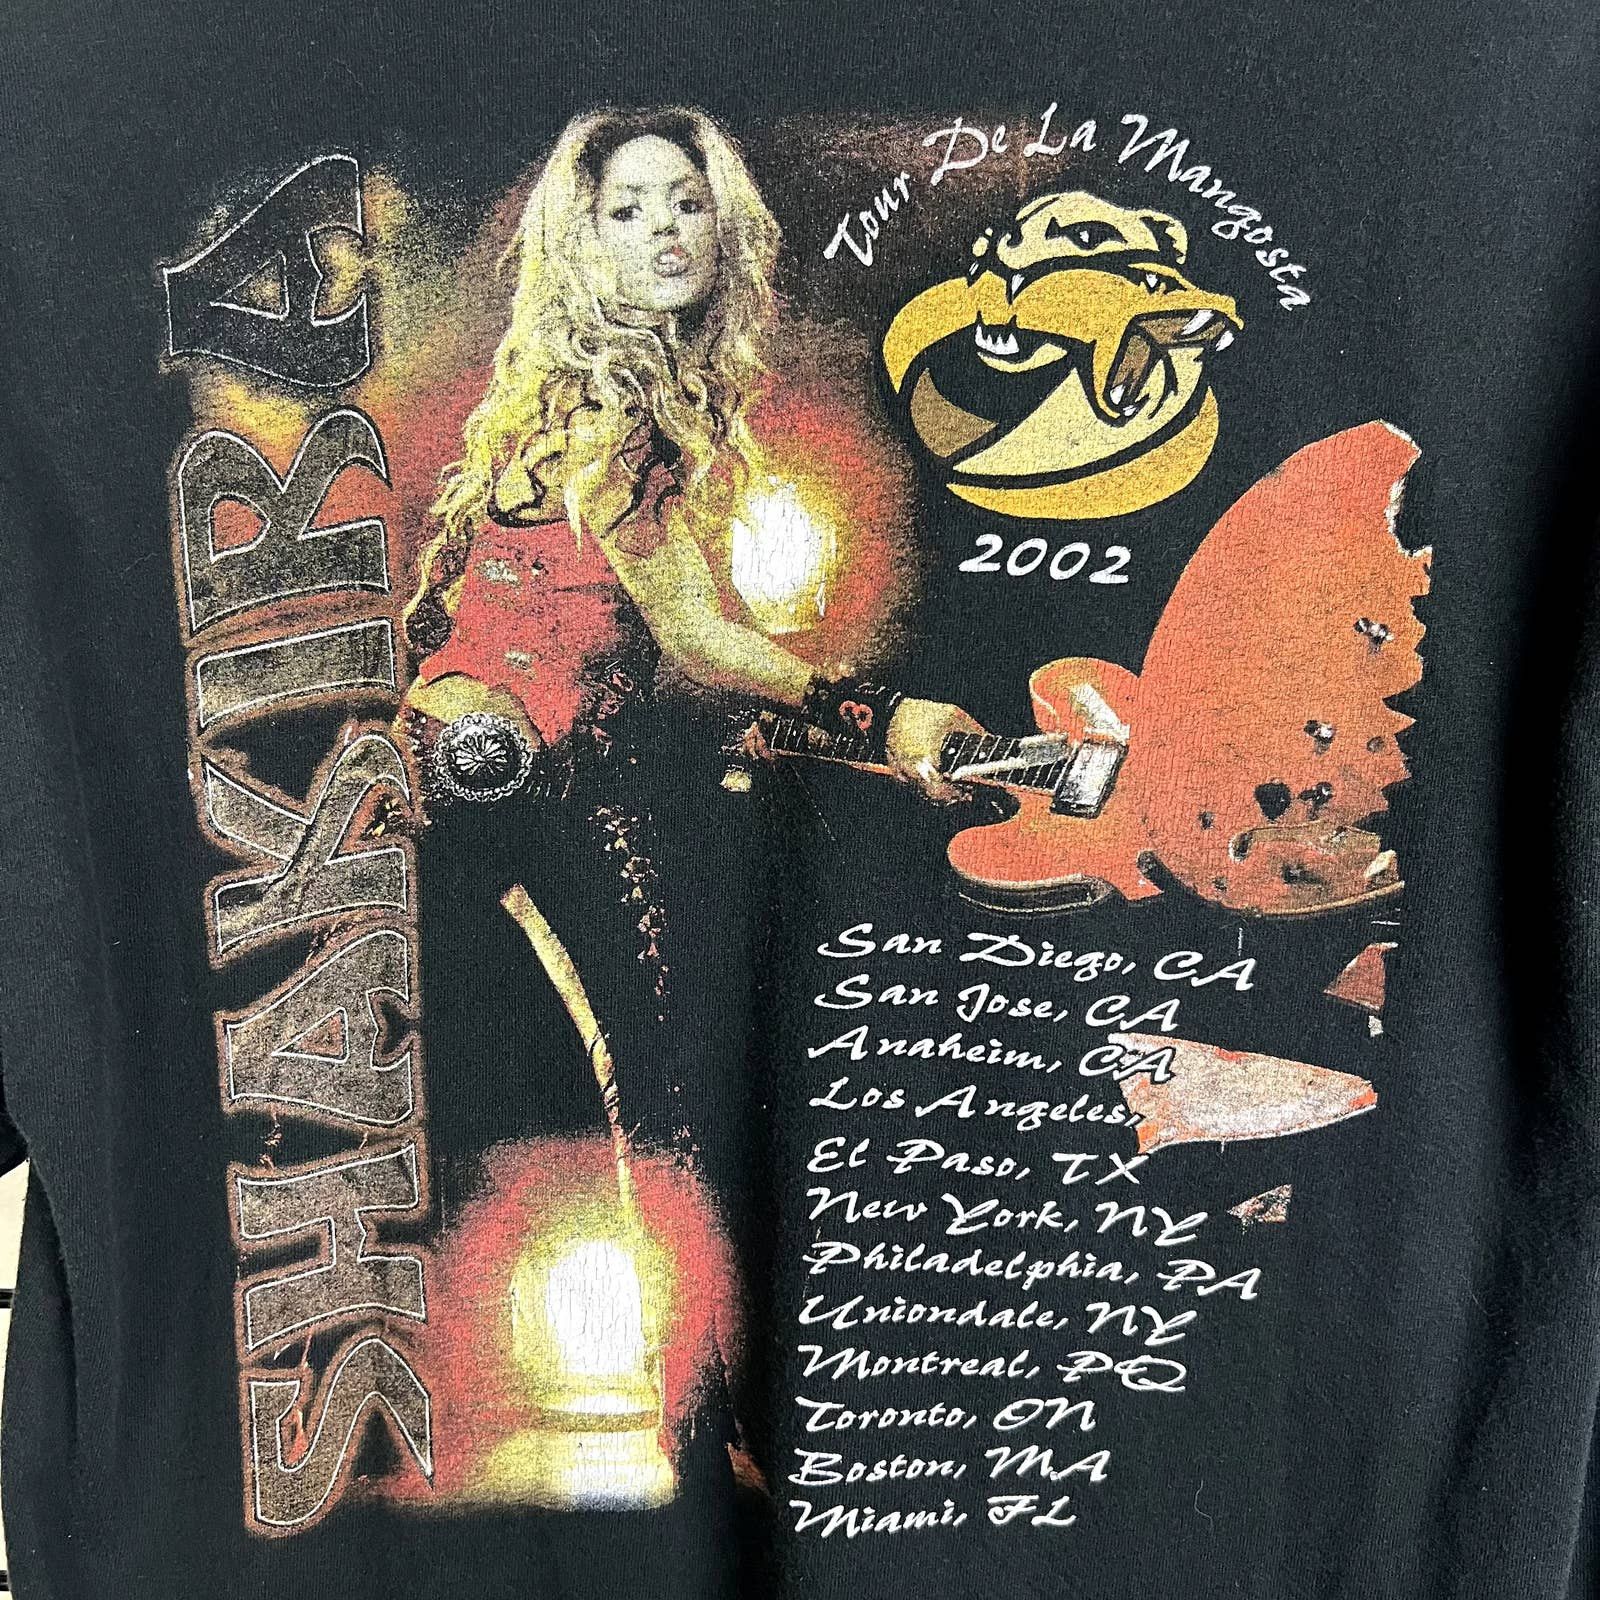 SHAKIRA
Tour De La Mangosta
2002
San Diego, CA
San Jose, CA
Anaheim, CA
Los Angeles,
El Paso, TX
New York, NY
Philadelphia, PA
Uniondale, NY
Montreal, PQ
Toronto, ON
Boston, MA
Miami, FL